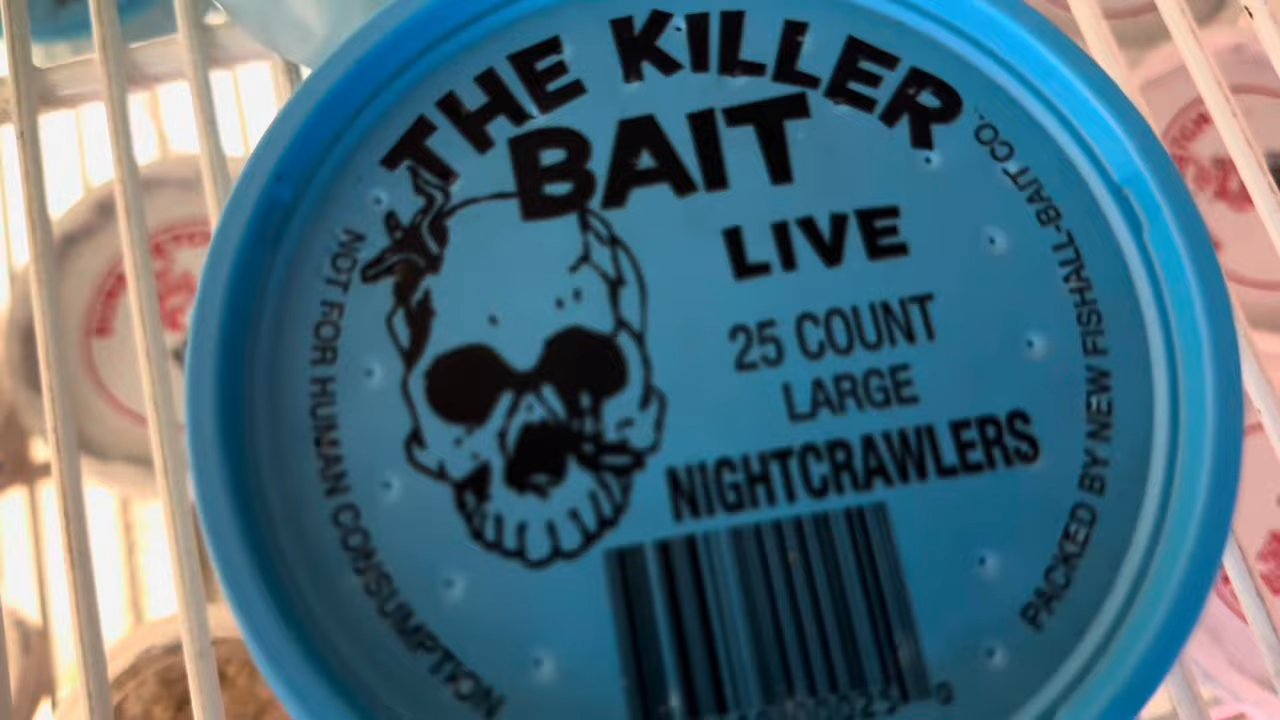 THE KILLER
BAIT
LIVE
25 COUNT
LARGE
NIGHTCRAWLERS
NOT FOR HUMAN CONSUMPTION
PACKED BY NEW FISHALL-BAIT CO.